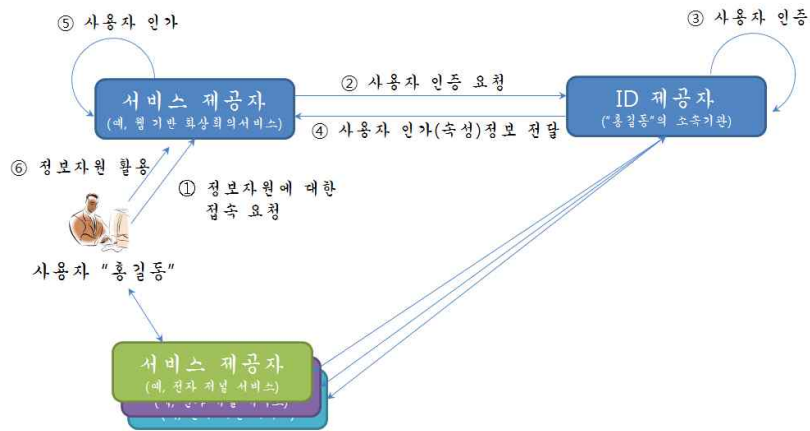 ⑤ 사용자 인가
③ 사용자 인증
서비스 제공자
(예, 웹 기반 화상회의서비스)
② 사용자 인증 요청
ID 제공자
("홍길동"의 소속기관)
④ 사용자 인가(속성)정보 전달
⑥ 정보자원 활용
① 정보자원에 대한
접속 요청
사용자 "홍길동"
서비스 제공자
(예, 전자 저널 서비스)